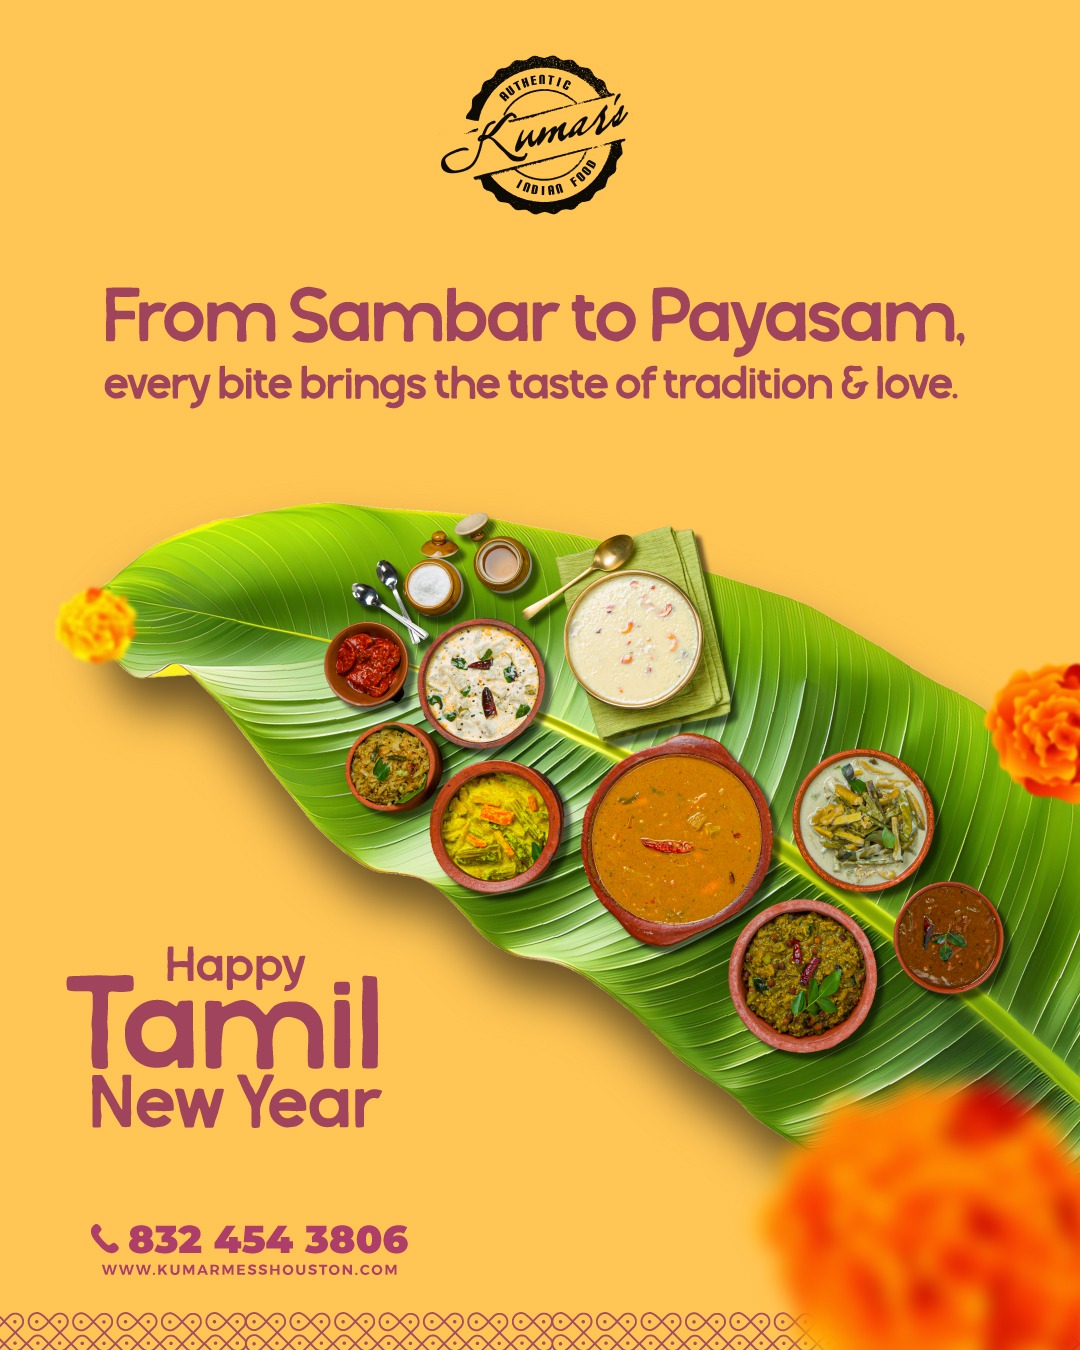 AUTHENTIC
Kumar's
INDIAN FOOD
From Sambar to Payasam,
every bite brings the taste of tradition & love.
Happy
Tamil
New Year
832 454 3806
WWW.KUMARMESSHOUSTON.COM